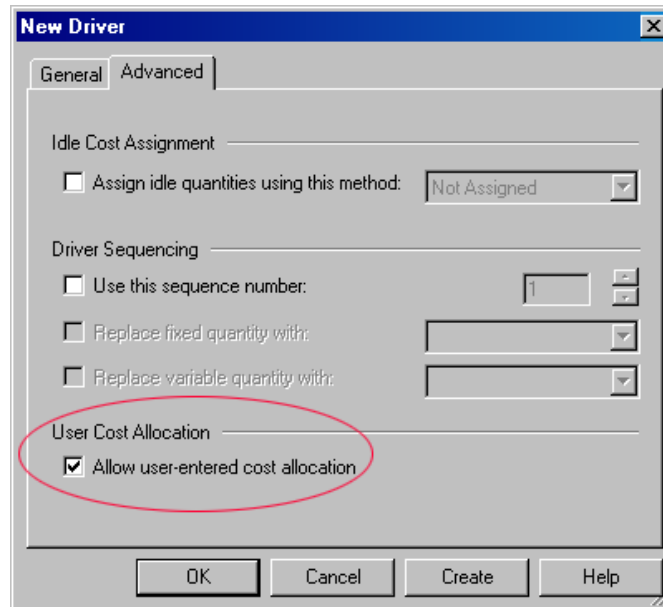 New Driver
General Advanced
Idle Cost Assignment
Assign idle quantities using this method: Not Assigned
Driver Sequencing
Use this sequence number: 1
Replace fixed quantity with:
Replace variable quantity with:
User Cost Allocation
Allow user-entered cost allocation
OK Cancel Create Help